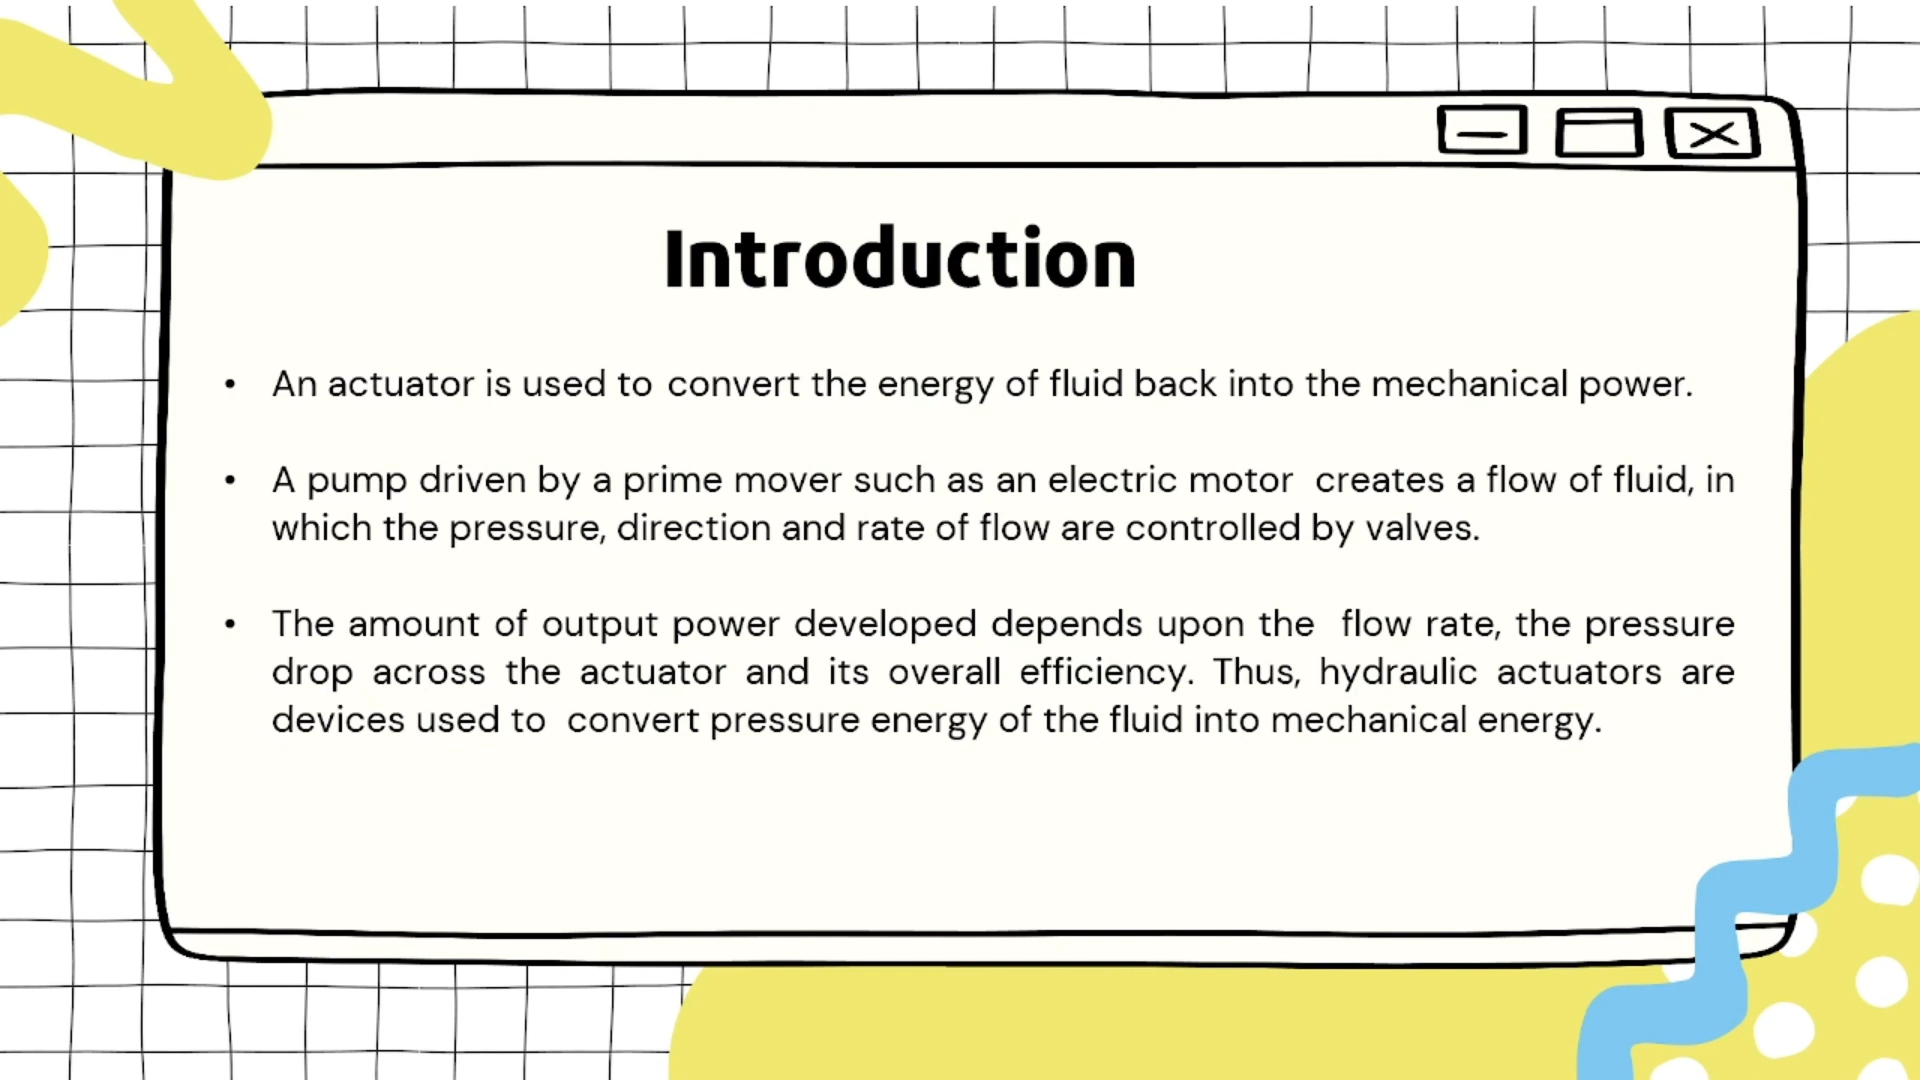 Introduction
• An actuator is used to convert the energy of fluid back into the mechanical power.
• A pump driven by a prime mover such as an electric motor creates a flow of fluid, in
which the pressure, direction and rate of flow are controlled by valves.
• The amount of output power developed depends upon the flow rate, the pressure
drop across the actuator and its overall efficiency. Thus, hydraulic actuators are
devices used to convert pressure energy of the fluid into mechanical energy.